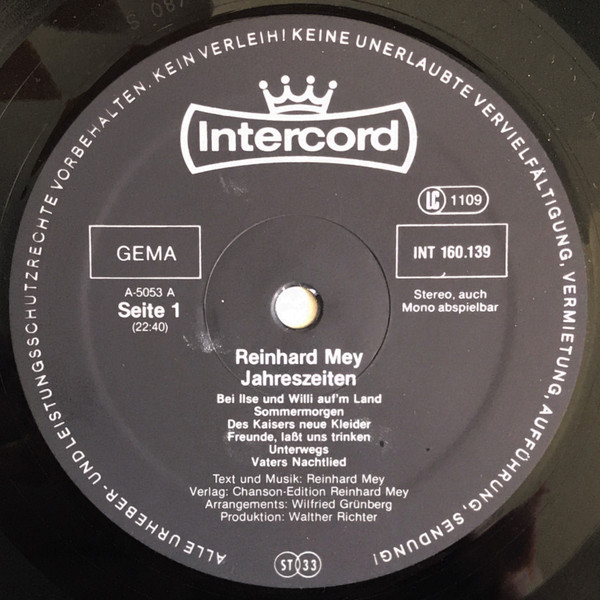 ALLE URHEBER- UND LEISTUNGSSCHUTZRECHTE VORBEHALTEN. KEIN VERLEIH! KEINE UNERLAUBTE VERVIELFÄLTIGUNG, VERMIETUNG, AUFFÜHRUNG, SENDUNG!
Intercord
LC 1109
GEMA
INT 160.139
A-5053 A
Seite 1
(22:40)
Stereo, auch
Mono abspielbar
Reinhard Mey
Jahreszeiten
Bei Ilse und Willi auf'm Land
Sommermorgen
Des Kaisers neue Kleider
Freunde, laßt uns trinken
Unterwegs
Vaters Nachtlied
Text und Musik: Reinhard Mey
Verlag: Chanson-Edition Reinhard Mey
Arrangements: Wilfried Grünberg
Produktion: Walther Richter
ST 33